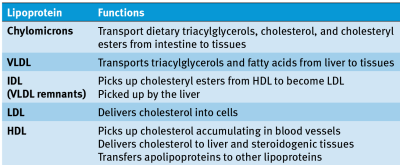 Lipoprotein Functions
Chylomicrons Transport dietary triacylglycerols, cholesterol, and cholesteryl
esters from intestine to tissues
VLDL Transports triacylglycerols and fatty acids from liver to tissues
IDL Picks up cholesteryl esters from HDL to become LDL
(VLDL remnants) Picked up by the liver
LDL Delivers cholesterol into cells
HDL Picks up cholesterol accumulating in blood vessels
Delivers cholesterol to liver and steroidogenic tissues
Transfers apolipoproteins to other lipoproteins